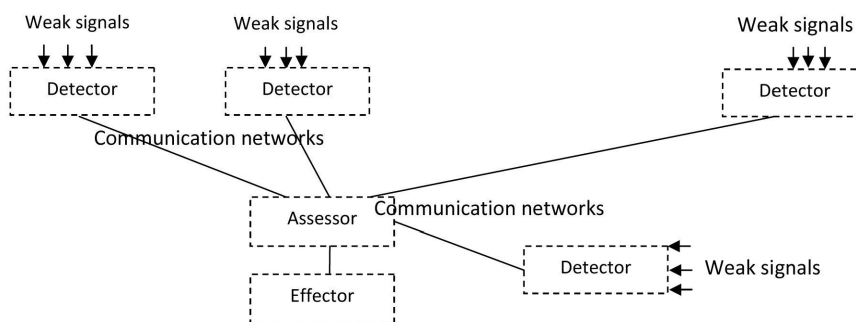 Weak signals
Weak signals
Weak signals
Detector
Detector
Detector
Communication networks
Assessor
Communication networks
Detector
Weak signals
Effector